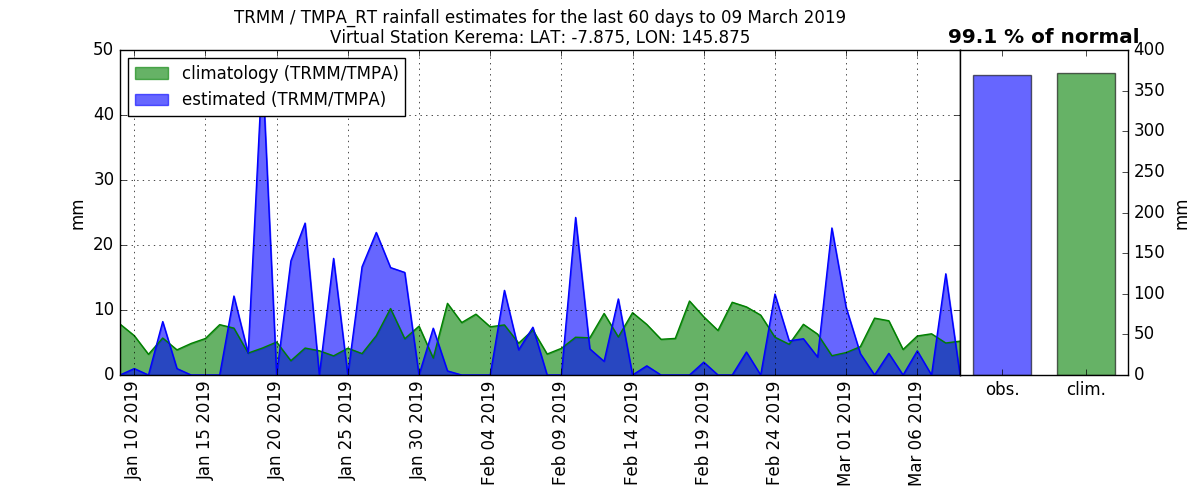 TRMM / TMPA_RT rainfall estimates for the last 60 days to 09 March 2019
Virtual Station Kerema: LAT: -7.875, LON: 145.875
99.1 % of normal
climatology (TRMM/TMPA)
estimated (TRMM/TMPA)
50
40
30
20
10
0
mm
Jan 10 2019
Jan 15 2019
Jan 20 2019
Jan 25 2019
Jan 30 2019
Feb 04 2019
Feb 09 2019
Feb 14 2019
Feb 19 2019
Feb 24 2019
Mar 01 2019
Mar 06 2019
obs.
clim.
400
350
300
250
200
150
100
50
0
mm